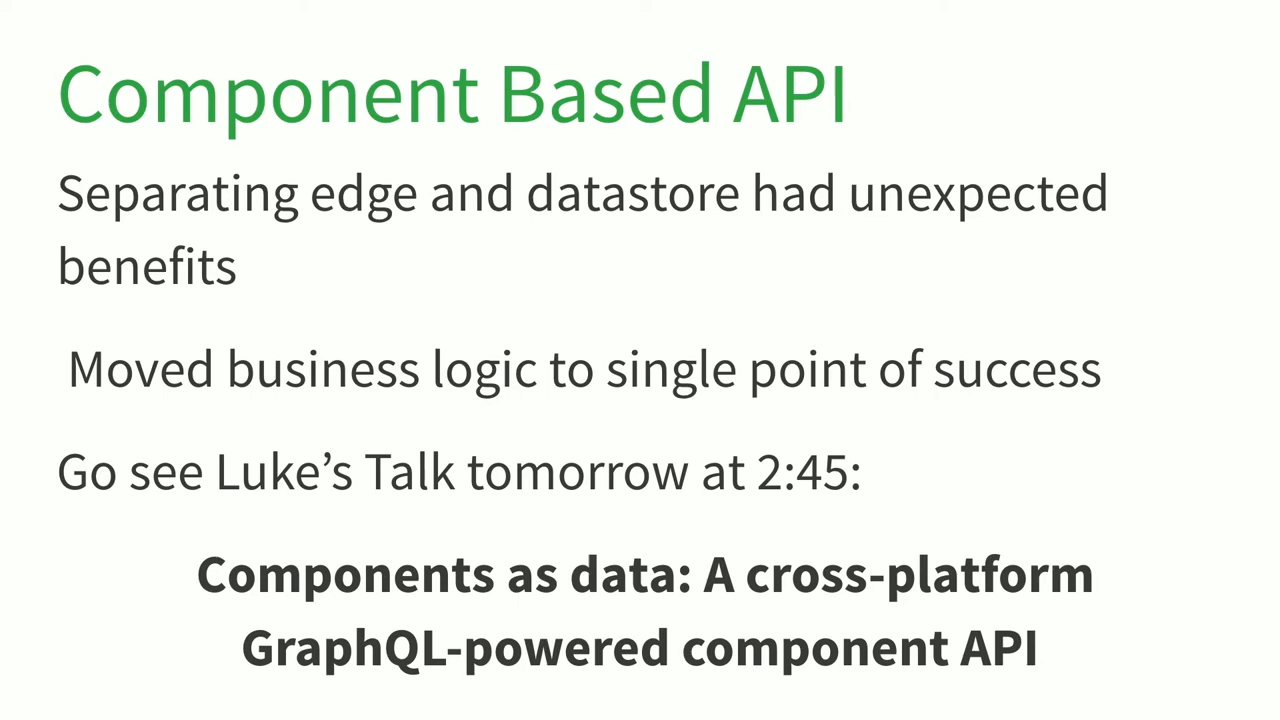 Component Based API
Separating edge and datastore had unexpected
benefits
Moved business logic to single point of success
Go see Luke’s Talk tomorrow at 2:45:
Components as data: A cross-platform
GraphQL-powered component API